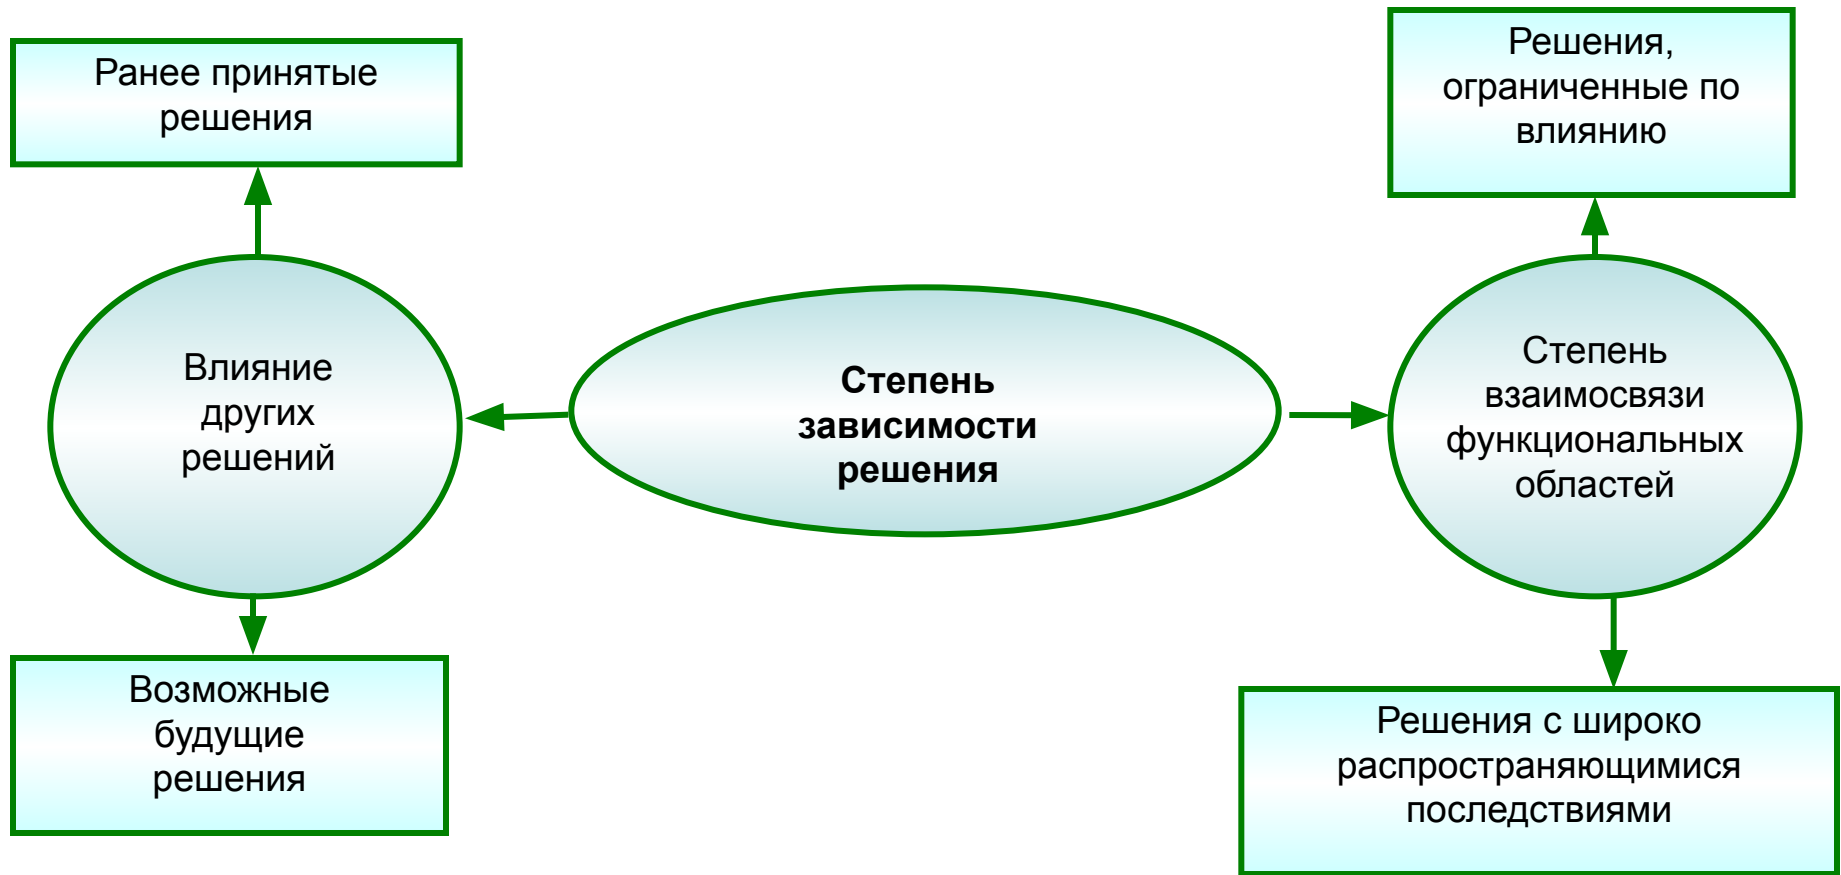 Ранее принятые
решения
Решения,
ограниченные по
влиянию
Влияние
других
решений
Степень
зависимости
решения
Степень
взаимосвязи
функциональных
областей
Возможные
будущие
решения
Решения с широко
распространяющимися
последствиями